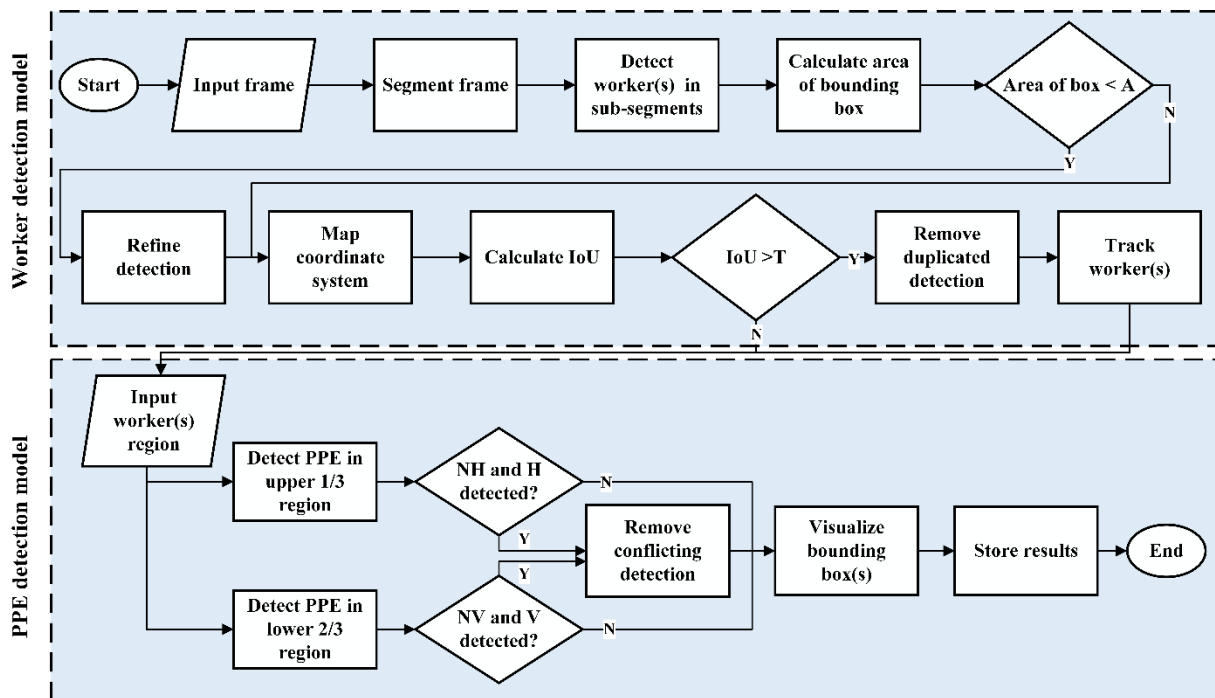 Worker detection model
Start
Input frame
Segment frame
Detect
worker(s) in
sub-segments
Calculate area
of bounding
box
Area of box < A
N
Y
Refine
detection
Map
coordinate
system
Calculate IoU
IoU >T
Y
N
Remove
duplicated
detection
Track
worker(s)
PPE detection model
Input
worker(s)
region
Detect PPE in
upper 1/3
region
NH and H
detected?
N
Y
Remove
conflicting
detection
Visualize
bounding
box(s)
Store results
End
Detect PPE in
lower 2/3
region
NV and V
detected?
Y
N